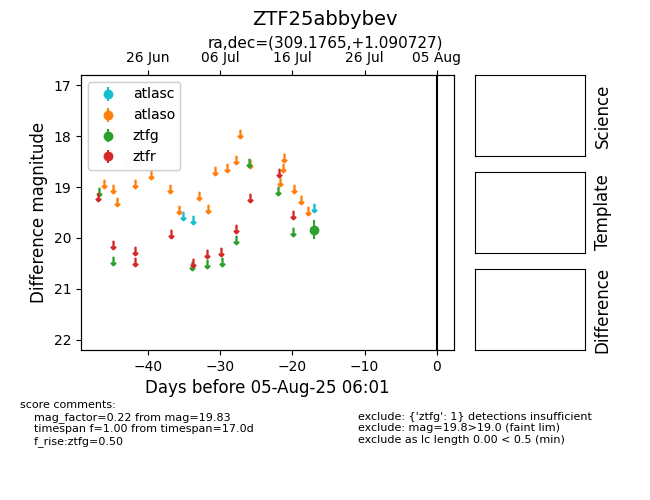 ZTF25abbybev
ra,dec=(309.1765,+1.090727)
26 Jun 06 Jul 16 Jul 26 Jul 05 Aug
17
18
19
20
21
22
Difference magnitude
atlasc
atlaso
ztfg
ztfr
−40 −30 −20 −10 0
Days before 05-Aug-25 06:01
Science
Template
Difference
score comments:
mag_factor=0.22 from mag=19.83
timespan f=1.00 from timespan=17.0d
f_rise:ztfg=0.50
exclude: {'ztfg': 1} detections insufficient
exclude: mag=19.8>19.0 (faint lim)
exclude as lc length 0.00 < 0.5 (min)